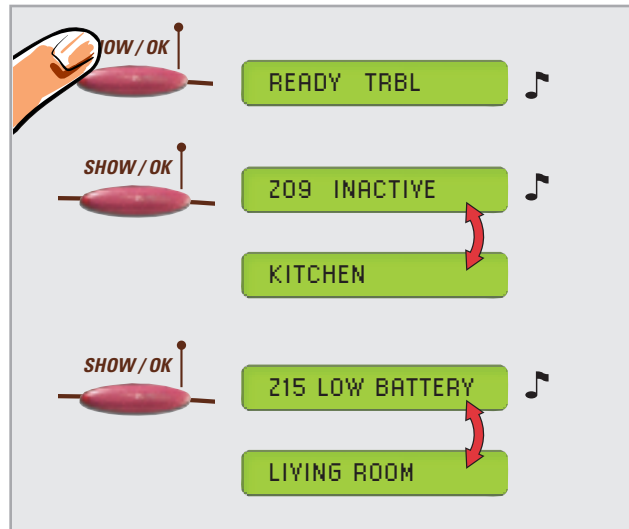 OW / OK
READY TRBL
SHOW / OK
Z09 INACTIVE
KITCHEN
SHOW / OK
Z15 LOW BATTERY
LIVING ROOM